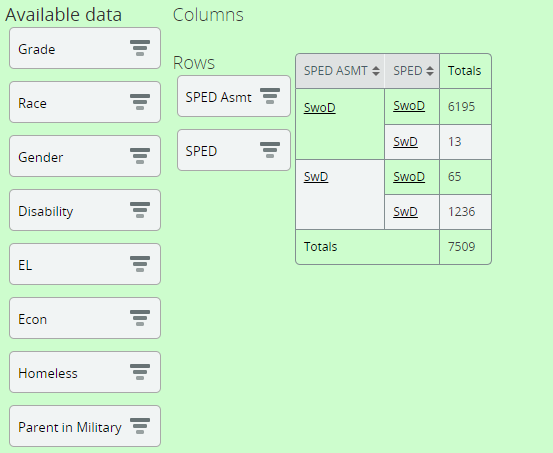 Available data
Columns
Grade
Race
Gender
Disability
EL
Econ
Homeless
Parent in Military
Rows
SPED Asmt
SPED
SPED ASMT SPED Totals
SwoD SwoD 6195
SwD 13
SwD SwoD 65
SwD 1236
Totals 7509